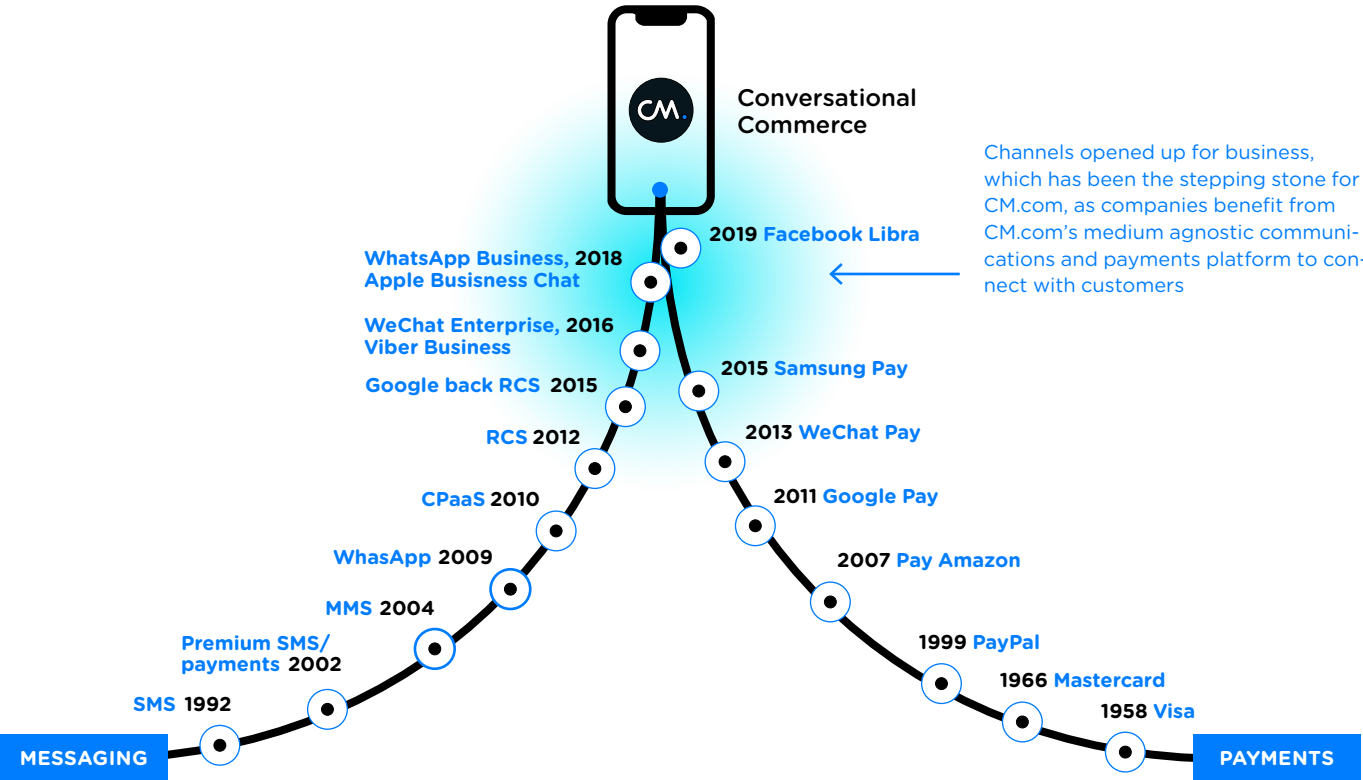 CM.
Conversational
Commerce
Channels opened up for business,
which has been the stepping stone for
CM.com, as companies benefit from
CM.com's medium agnostic communi-
cations and payments platform to con-
nect with customers
2019 Facebook Libra
WhatsApp Business, 2018
Apple Busisness Chat
WeChat Enterprise, 2016
Viber Business
2015 Samsung Pay
Google back RCS 2015
2013 WeChat Pay
RCS 2012
2011 Google Pay
CPaaS 2010
WhasApp 2009
2007 Pay Amazon
MMS 2004
Premium SMS/
payments 2002
1999 PayPal
1966 Mastercard
SMS 1992
1958 Visa
MESSAGING
PAYMENTS